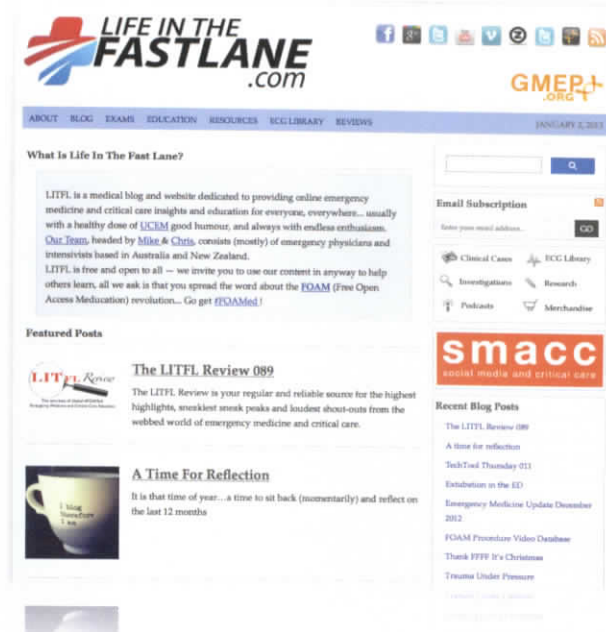 LIFE IN THE
FASTLANE
.com
GMEP
.ORG
ABOUT BLOG EXAMS EDUCATION RESOURCES ECG LIBRARY REVIEWS
JANUARY 2, 2013
What Is Life In The Fast Lane?
LITFL is a medical blog and website dedicated to providing online emergency
medicine and critical care insights and education for everyone, everywhere... usually
with a healthy dose of UCEM good humour, and always with endless enthusiasm.
Our Team, headed by Mike & Chris, consists (mostly) of emergency physicians and
intensivists based in Australia and New Zealand.
LITFL is free and open to all — we invite you to use our content in anyway to help
others learn, all we ask is that you spread the word about the FOAM (Free Open
Access Meducation) revolution... Go get #FOAMed !
Featured Posts
LITFL Review
The LITFL Review 089
The LITFL Review is your regular and reliable source for the highest
highlights, sneakiest sneak peaks and loudest shout-outs from the
webbed world of emergency medicine and critical care.
I blog
therefore
I am
A Time For Reflection
It is that time of year…a time to sit back (momentarily) and reflect on
the last 12 months
Email Subscription
Enter your email address...
GO
Clinical Cases ECG Library
Investigations Research
Podcasts Merchandise
smacc
social media and critical care
Recent Blog Posts
The LITFL Review 089
A time for reflection
TechTool Thursday 011
Extubation in the ED
Emergency Medicine Update December
2012
FOAM Procedure Video Database
Thank FFFF It's Christmas
Trauma Under Pressure